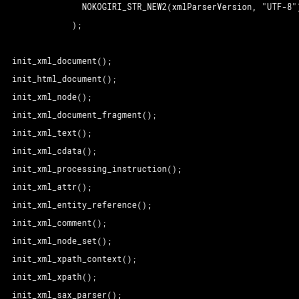 NOKOGIRI_STR_NEW2(xmlParserVersion, "UTF-8")
);
init_xml_document();
init_html_document();
init_xml_node();
init_xml_document_fragment();
init_xml_text();
init_xml_cdata();
init_xml_processing_instruction();
init_xml_attr();
init_xml_entity_reference();
init_xml_comment();
init_xml_node_set();
init_xml_xpath_context();
init_xml_xpath();
init_xml_sax_parser();